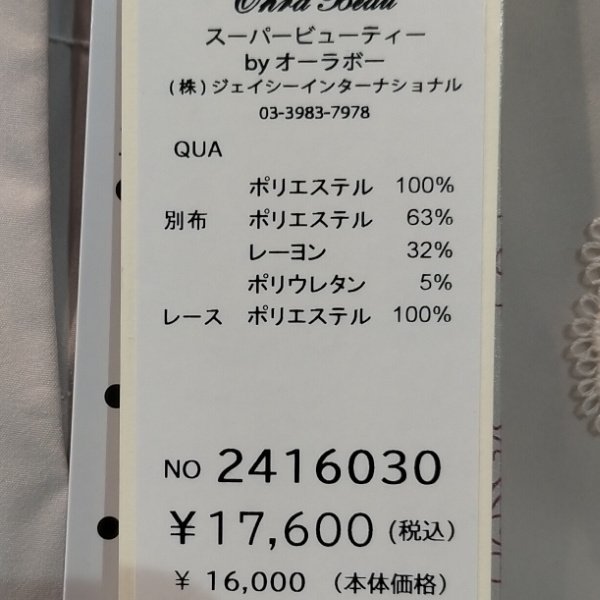 Ohra Beau
スーパービューティー
by オーラボー
(株)ジェイシーインターナショナル
03-3983-7978
QUA
ポリエステル 100%
別布 ポリエステル 63%
レーヨン 32%
ポリウレタン 5%
レース ポリエステル 100%
NO 2416030
¥17,600 (税込)
¥ 16,000 (本体価格)